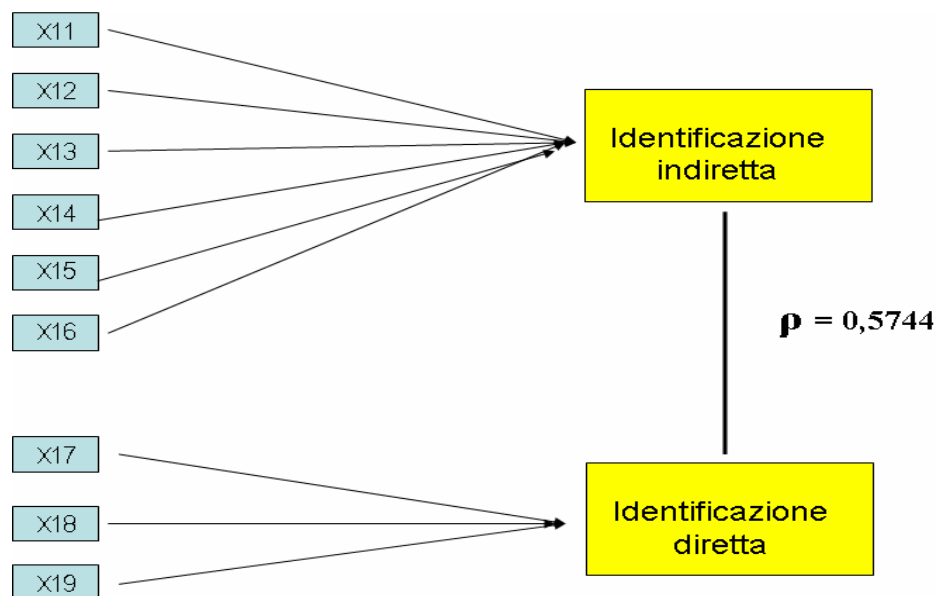 X11
X12
X13
X14
X15
X16
Identificazione
indiretta
ρ = 0,5744
X17
X18
X19
Identificazione
diretta